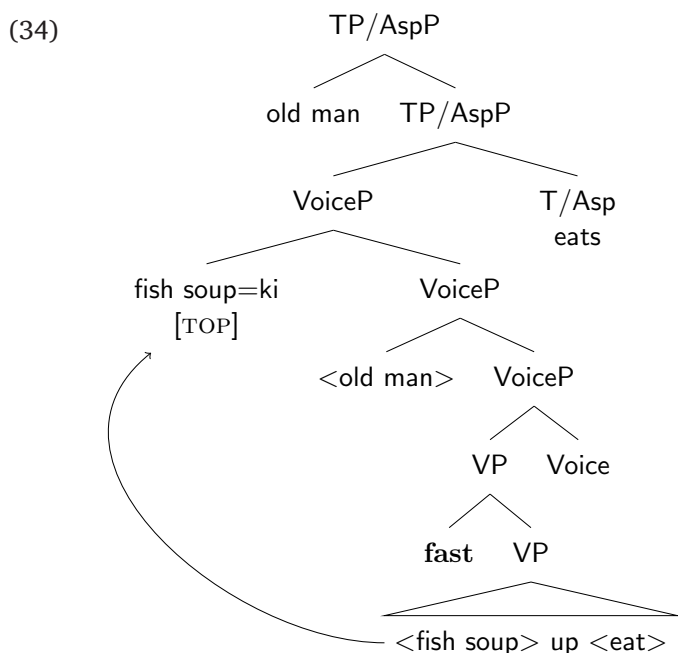 (34)
TP/AspP
old man TP/AspP
VoiceP T/Asp
eats
fish soup=ki VoiceP
[TOP]
<old man> VoiceP
VP Voice
fast VP
<fish soup> up <eat>